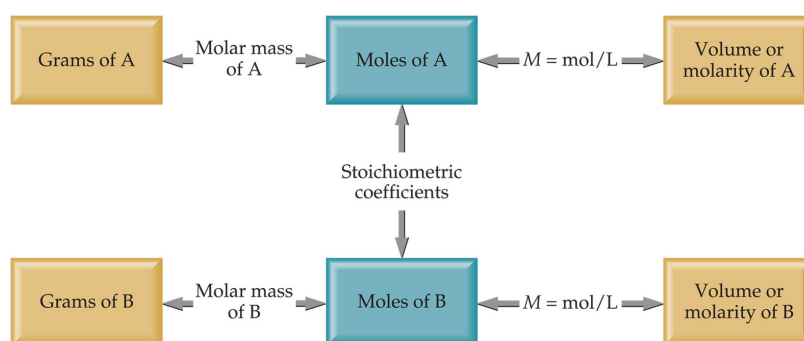 Grams of A
Molar mass
of A
Moles of A
M = mol/L
Volume or
molarity of A
Stoichiometric
coefficients
Grams of B
Molar mass
of B
Moles of B
M = mol/L
Volume or
molarity of B